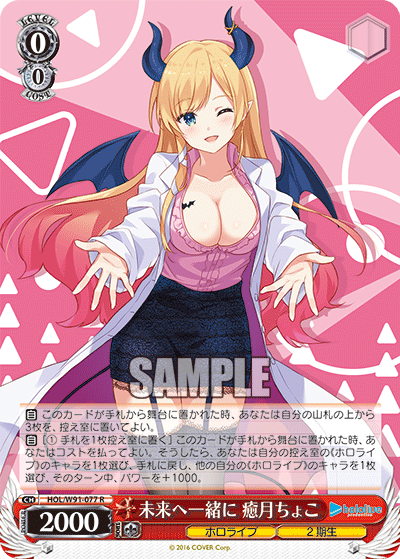 LEVEL
0
0
COST
SAMPLE
自 このカードが手札から舞台に置かれた時、あなたは自分の山札の上から
3枚を、控え室に置いてよい。
自 [① 手札を1枚控え室に置く] このカードが手札から舞台に置かれた時、あ
なたはコストを払ってよい。そうしたら、あなたは自分の控え室の《ホロライ
ブ》のキャラを1枚選び、手札に戻し、他の自分の《ホロライブ》のキャラを1枚選
び、そのターン中、パワーを+1000。
CH HOL/W91-077 R
2000
未来へ一緒に 癒月ちょこ
hololive
ホロライブ
2期生
© 2016 COVER Corp.